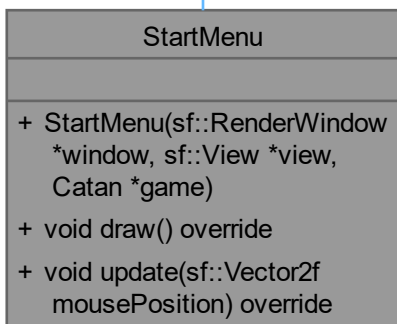 StartMenu
+ StartMenu(sf::RenderWindow
*window, sf::View *view,
Catan *game)
+ void draw() override
+ void update(sf::Vector2f
mousePosition) override